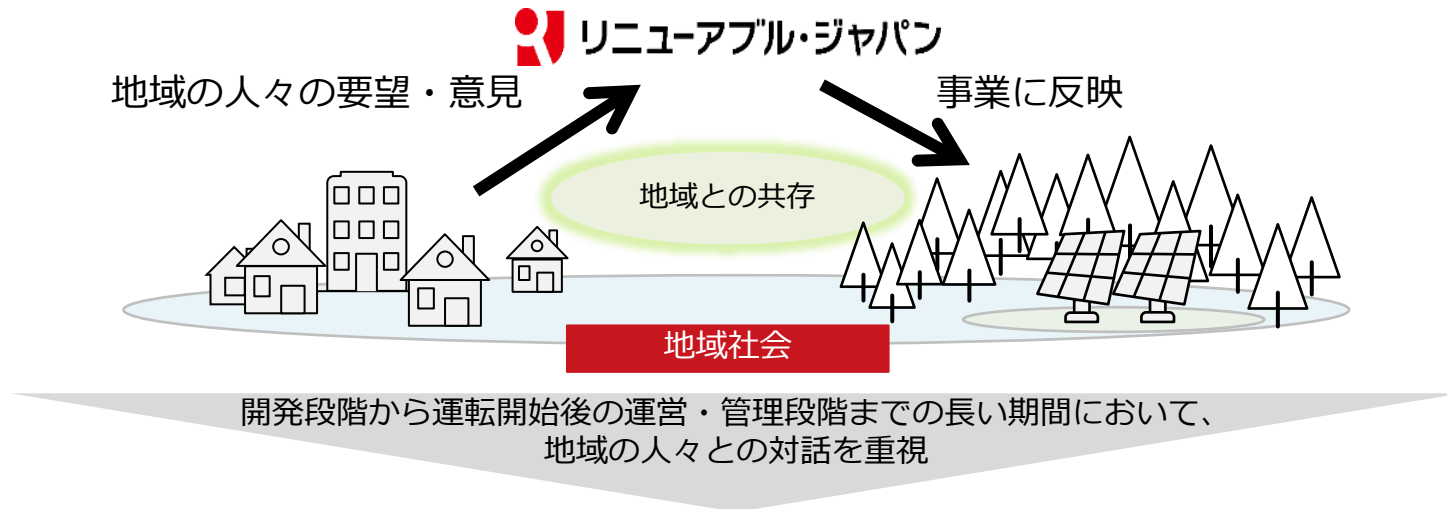 リニューアブル・ジャパン
地域の人々の要望・意見
事業に反映
地域との共存
地域社会
開発段階から運転開始後の運営・管理段階までの長い期間において、
地域の人々との対話を重視